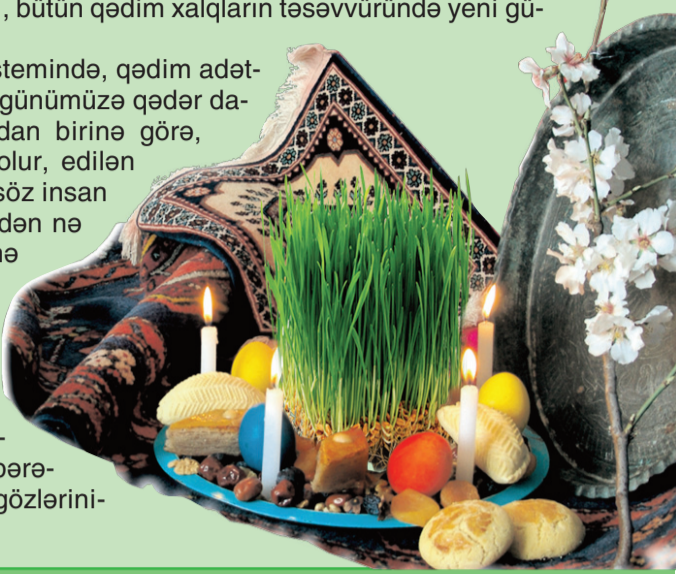 , bütün qədim xalqların təsəvvüründə yeni gü-
stemində, qədim adət-
günümüzə qədər da-
dan birinə görə,
olur, edilən
söz insan
dən nə
nə
-
bərə-
gözlərini-